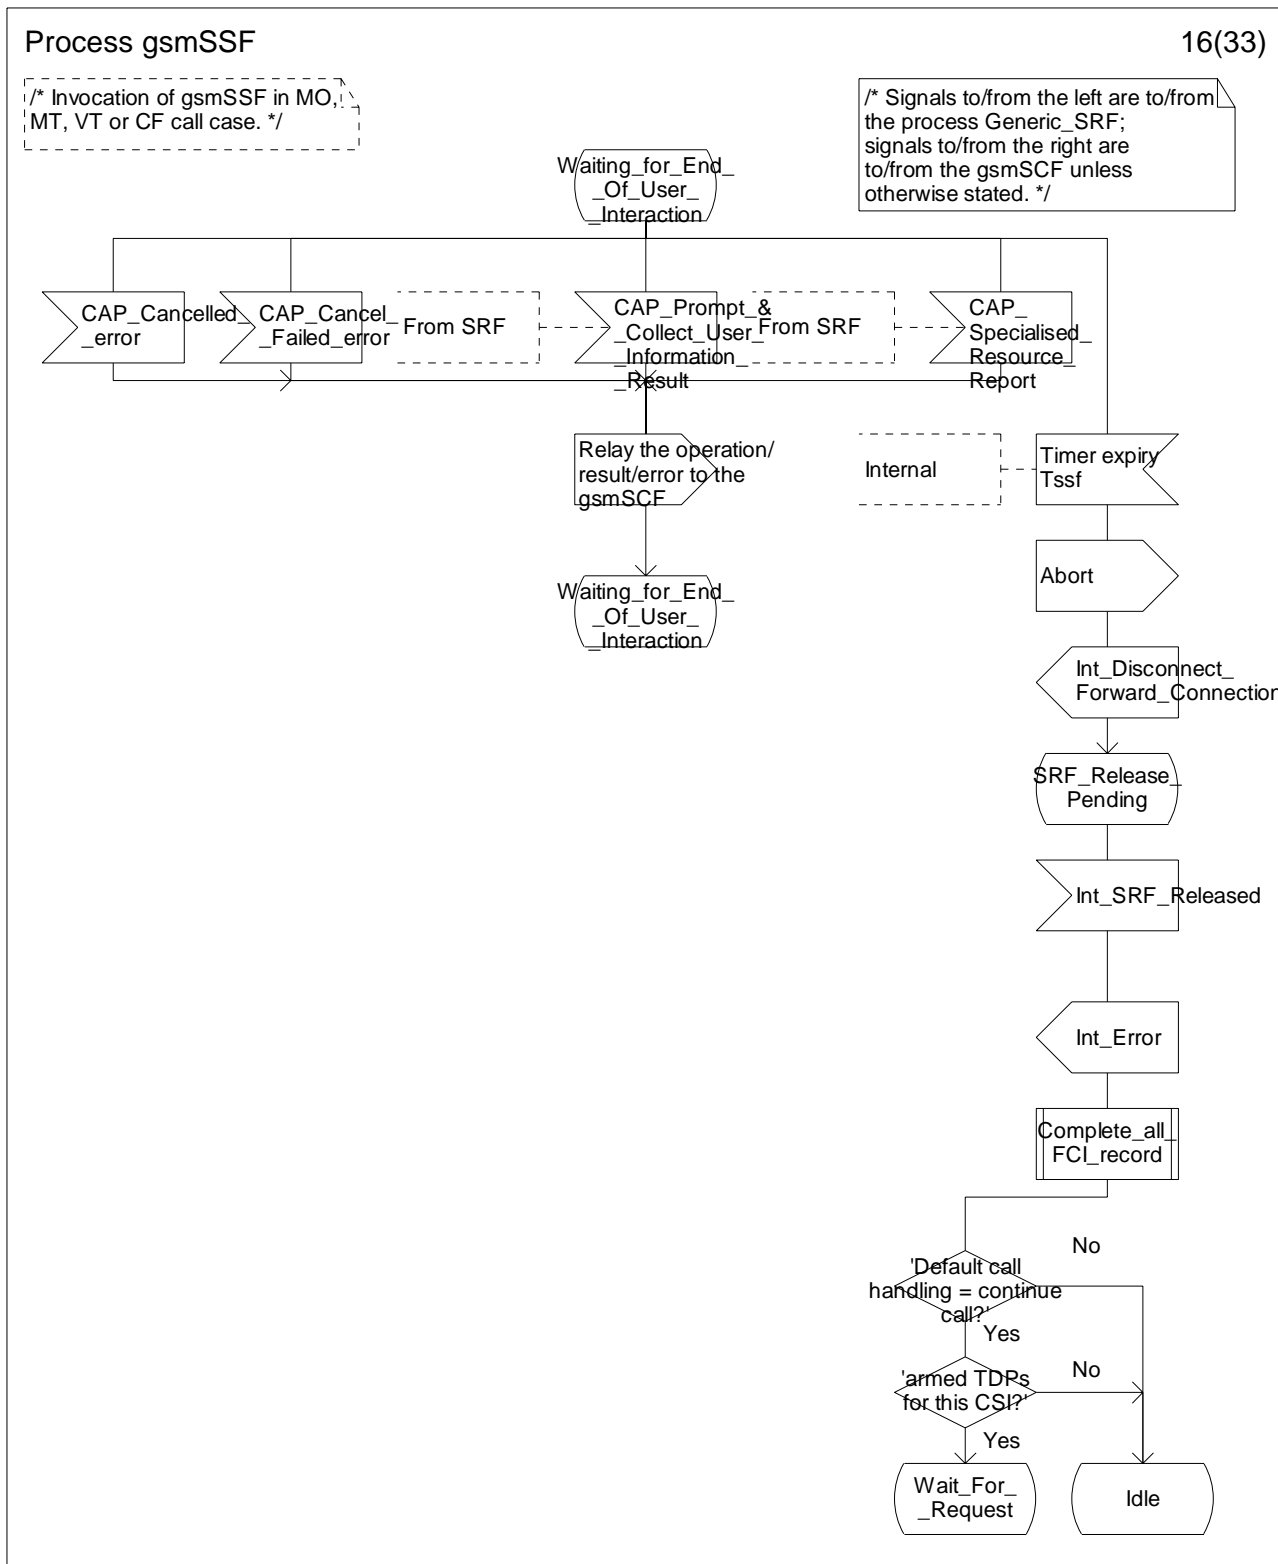 Process gsmSSF
16(33)
/* Invocation of gsmSSF in MO,
MT, VT or CF call case. */
/* Signals to/from the left are to/from
the process Generic_SRF;
signals to/from the right are
to/from the gsmSCF unless
otherwise stated. */
Waiting_for_End_
_Of_User_
_Interaction
CAP_Cancelled_
_error
CAP_Cancel_
_Failed_error
From SRF
CAP_Prompt_&
_Collect_User_
_Information_
_Result
From SRF
CAP_
Specialised_
Resource_
Report
Relay the operation/
result/error to the
gsmSCF
Internal
Timer expiry
Tssf
Waiting_for_End_
_Of_User_
_Interaction
Abort
Int_Disconnect_
Forward_Connection
SRF_Release_
Pending
Int_SRF_Released
Int_Error
Complete_all_
FCI_record
No
'Default call
handling = continue
call?'
Yes
No
'armed TDPs
for this CSI?'
Yes
Wait_For_
_Request
Idle